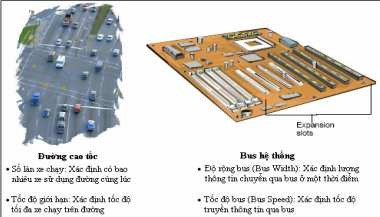 Expansion
slots
Đường cao tốc
• Số làn xe chạy: Xác định có bao
nhiêu xe sử dụng đường cùng lúc
• Tốc độ giới hạn: Xác định tốc độ
tối đa xe chạy trên đường
Bus hệ thống
• Độ rộng bus (Bus Width): Xác định lượng
thông tin chuyển qua bus ở một thời điểm
• Tốc độ bus (Bus Speed): Xác định tốc độ
truyền thông tin qua bus